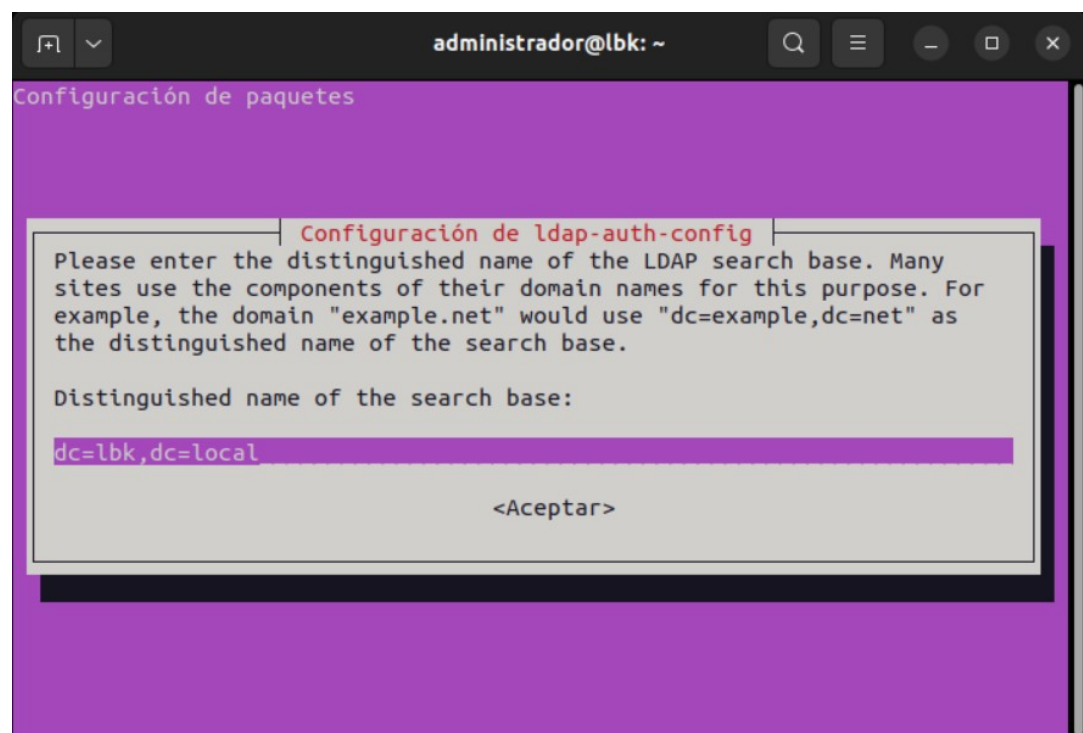 administrador@lbk: ~
Configuración de paquetes
Configuración de ldap-auth-config
Please enter the distinguished name of the LDAP search base. Many
sites use the components of their domain names for this purpose. For
example, the domain "example.net" would use "dc=example,dc=net" as
the distinguished name of the search base.
Distinguished name of the search base:
dc=lbk,dc=local
<Aceptar>